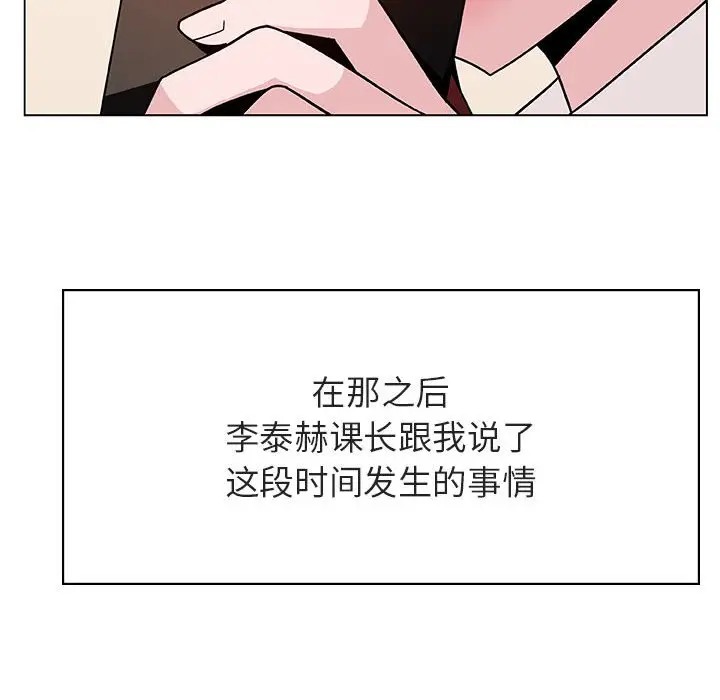 在那之后
李泰赫课长跟我说了
这段时间发生的事情